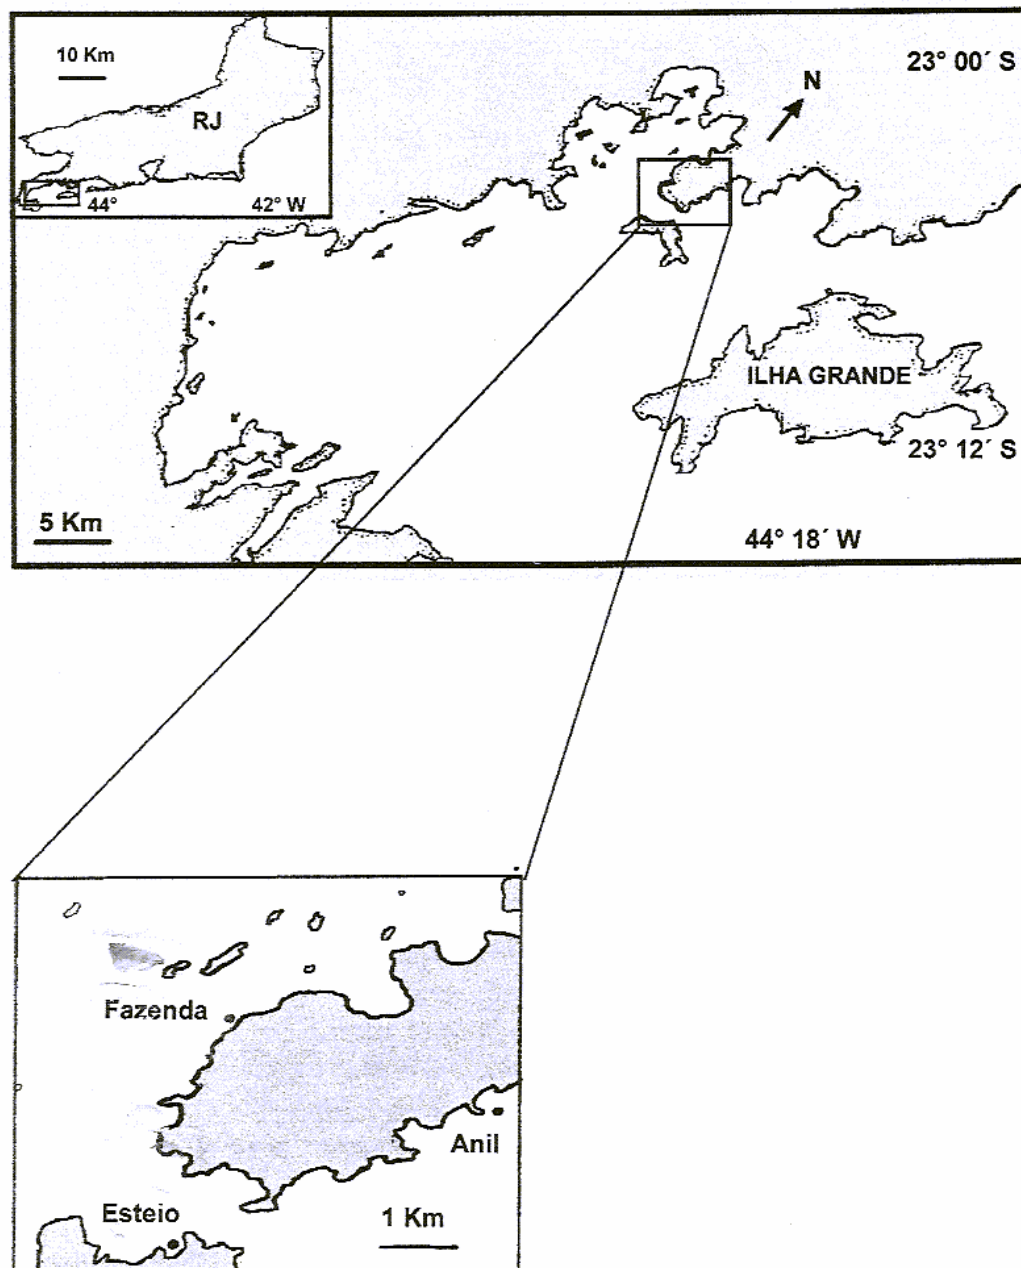 10 Km
RJ
44°
42° W
23° 00´ S
N
ILHA GRANDE
23° 12´ S
5 Km
44° 18´ W
Fazenda
Anil
Esteio
1 Km